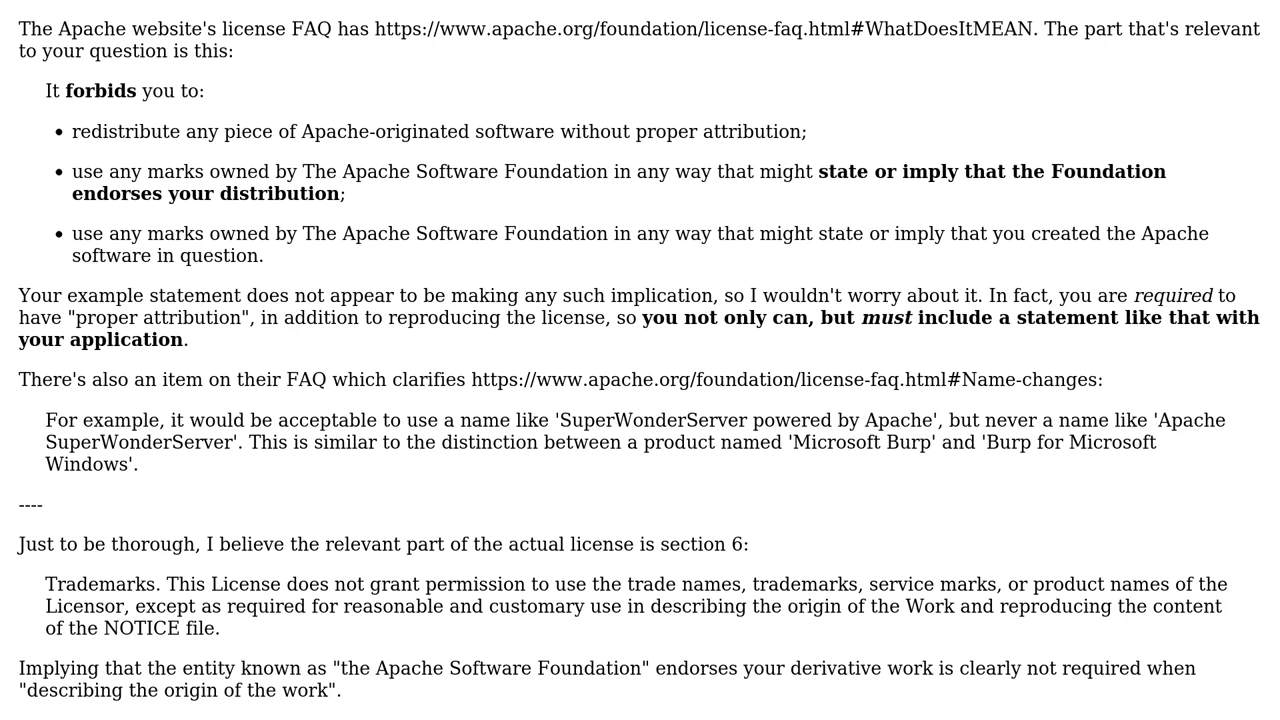 The Apache website's license FAQ has https://www.apache.org/foundation/license-faq.html#WhatDoesItMEAN. The part that's relevant
to your question is this:
It forbids you to:
• redistribute any piece of Apache-originated software without proper attribution;
• use any marks owned by The Apache Software Foundation in any way that might state or imply that the Foundation
endorses your distribution;
• use any marks owned by The Apache Software Foundation in any way that might state or imply that you created the Apache
software in question.
Your example statement does not appear to be making any such implication, so I wouldn't worry about it. In fact, you are required to
have "proper attribution", in addition to reproducing the license, so you not only can, but must include a statement like that with
your application.
There's also an item on their FAQ which clarifies https://www.apache.org/foundation/license-faq.html#Name-changes:
For example, it would be acceptable to use a name like 'SuperWonderServer powered by Apache', but never a name like 'Apache
SuperWonderServer'. This is similar to the distinction between a product named 'Microsoft Burp' and 'Burp for Microsoft
Windows'.
----
Just to be thorough, I believe the relevant part of the actual license is section 6:
Trademarks. This License does not grant permission to use the trade names, trademarks, service marks, or product names of the
Licensor, except as required for reasonable and customary use in describing the origin of the Work and reproducing the content
of the NOTICE file.
Implying that the entity known as "the Apache Software Foundation" endorses your derivative work is clearly not required when
"describing the origin of the work".